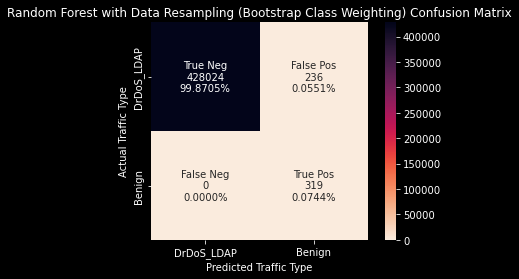 Random Forest with Data Resampling (Bootstrap Class Weighting) Confusion Matrix
Actual Traffic Type
DrDoS_LDAP
Benign
True Neg
428024
99.8705%
False Pos
236
0.0551%
False Neg
0
0.0000%
True Pos
319
0.0744%
DrDoS_LDAP
Benign
Predicted Traffic Type
400000
350000
300000
250000
200000
150000
100000
50000
0